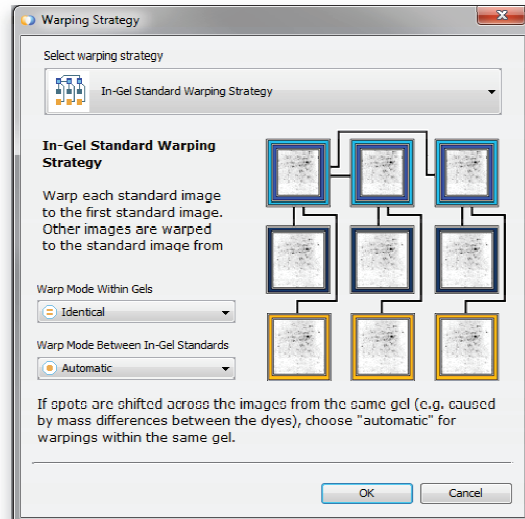 Warping Strategy
Select warping strategy
In-Gel Standard Warping Strategy
In-Gel Standard Warping
Strategy
Warp each standard image
to the first standard image.
Other images are warped
to the standard image from
Warp Mode Within Gels
Identical
Warp Mode Between In-Gel Standards
Automatic
If spots are shifted across the images from the same gel (e.g. caused
by mass differences between the dyes), choose "automatic" for
warpings within the same gel.
OK
Cancel